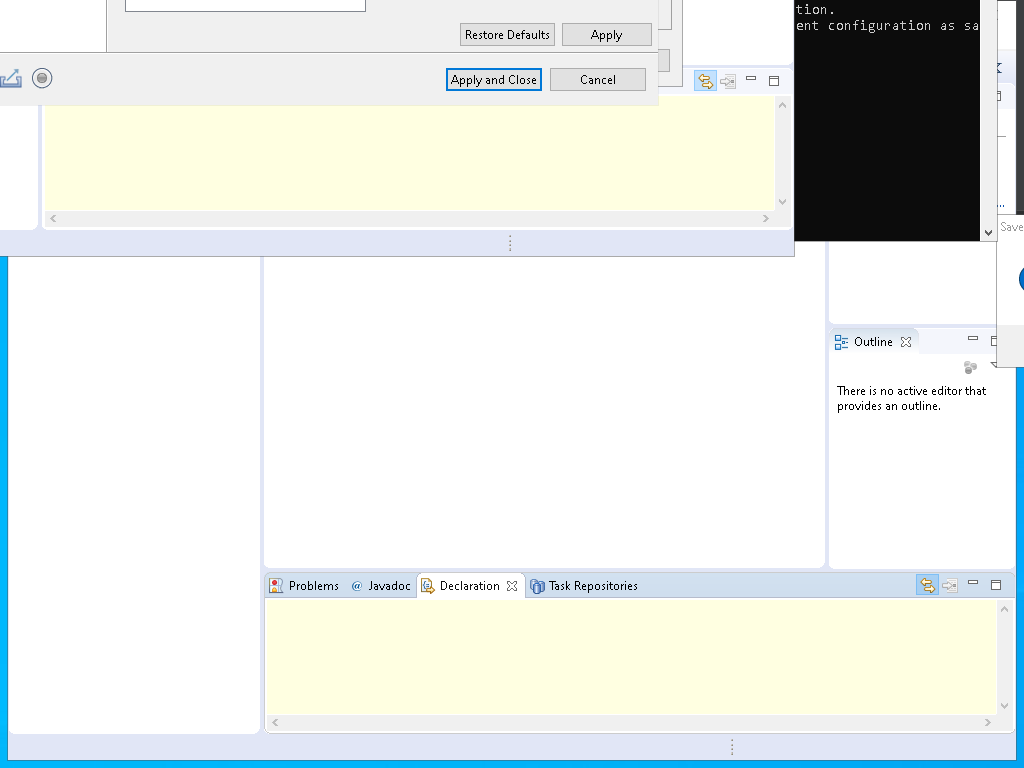 tion.
ent configuration as sa
Restore Defaults Apply
Apply and Close Cancel
Save
Outline
There is no active editor that
provides an outline.
Problems @ Javadoc Declaration Task Repositories